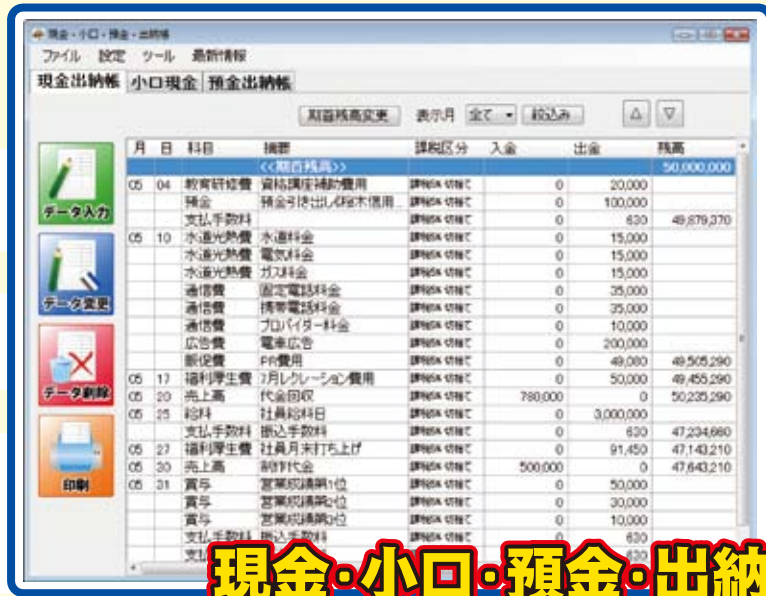 現金・小口・預金・出納帳
ファイル 設定 ツール 最新情報
現金出納帳 小口現金 預金出納帳
期首残高変更 表示月 全て 絞込み △ ▽
月 日 科目 摘要 課税区分 入金 出金 残高
<<期首残高>> 50,000,000
05 04 教育研修費 資格講座補助費用 0 20,000
預金 預金引き出し 0 100,000
支払手数料 0 630 49,879,370
05 10 水道光熱費 水道料金 0 15,000
水道光熱費 電気料金 0 15,000
水道光熱費 ガス料金 0 15,000
通信費 固定電話料金 0 35,000
通信費 携帯電話料金 0 35,000
通信費 プロバイダー料金 0 10,000
広告費 電車広告 0 200,000
販促費 PR費用 0 49,080 49,505,290
05 17 福利厚生費 7月レクレーション費用 0 50,000 49,455,290
05 20 売上高 代金回収 780,000 0 50,235,290
05 25 給料 社員給料日 0 3,000,000
支払手数料 振込手数料 0 630 47,234,660
05 27 福利厚生費 社員月末打ち上げ 0 91,450 47,143,210
05 30 売上高 制作代金 500,000 0 47,643,210
05 31 賞与 営業成績第1位 0 50,000
賞与 営業成績第2位 0 30,000
賞与 営業成績第3位 0 10,000
支払手数料 振込手数料 0 630
630
データ入力
データ変更
データ削除
印刷
現金・小口・預金・出納